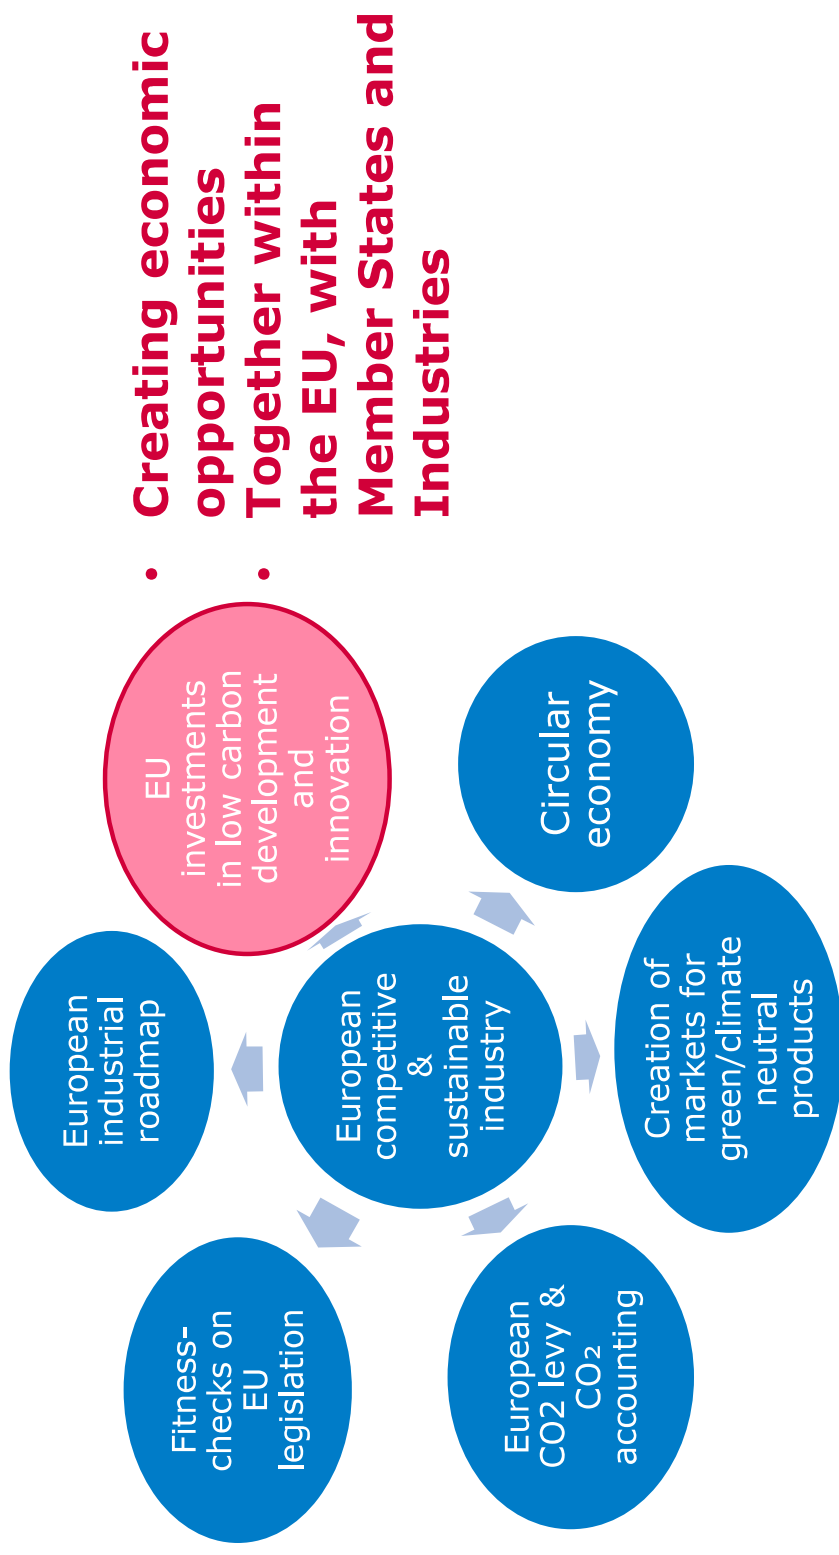 European
industrial
roadmap
EU
investments
in low carbon
development
and
innovation
Circular
economy
Creation of
markets for
green/climate
neutral
products
European
CO2 levy &
CO₂
accounting
Fitness-
checks on
EU
legislation
European
competitive
&
sustainable
industry
• Creating economic
opportunities
• Together within
the EU, with
Member States and
Industries